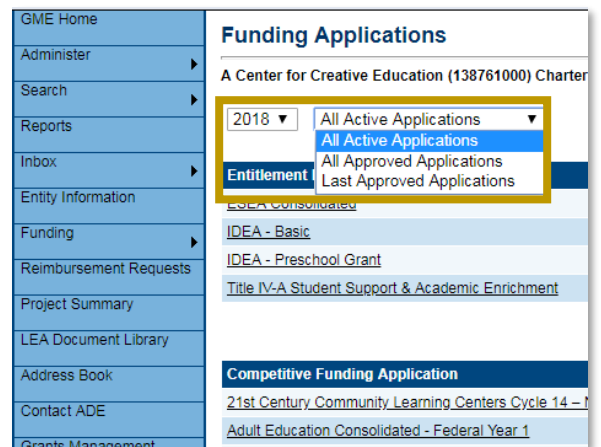 GME Home
Administer
Search
Reports
Inbox
Entity Information
Funding
Reimbursement Requests
Project Summary
LEA Document Library
Address Book
Contact ADE
Grants Management
Funding Applications
A Center for Creative Education (138761000) Charter
2018 All Active Applications
All Active Applications
All Approved Applications
Last Approved Applications
Entitlement
ESEA Consolidated
IDEA - Basic
IDEA - Preschool Grant
Title IV-A Student Support & Academic Enrichment
Competitive Funding Application
21st Century Community Learning Centers Cycle 14 –
Adult Education Consolidated - Federal Year 1